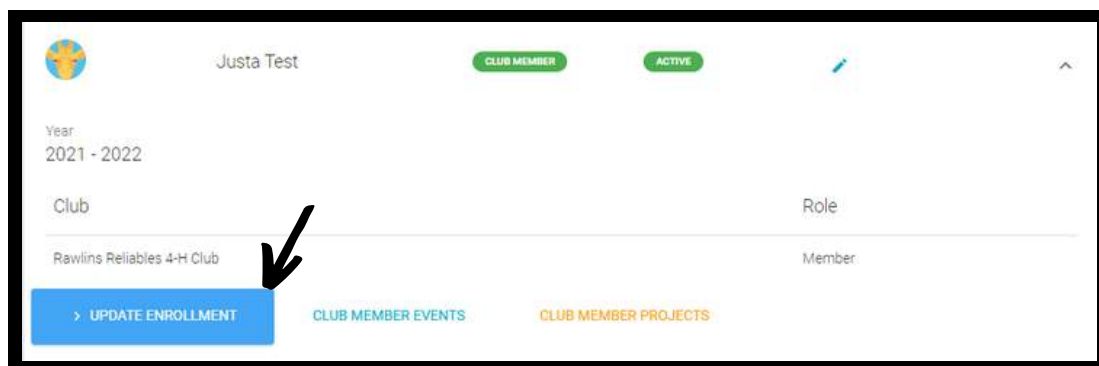 Justa Test CLUB MEMBER ACTIVE
Year
2021 - 2022
Club Role
Rawlins Reliables 4-H Club Member
> UPDATE ENROLLMENT CLUB MEMBER EVENTS CLUB MEMBER PROJECTS